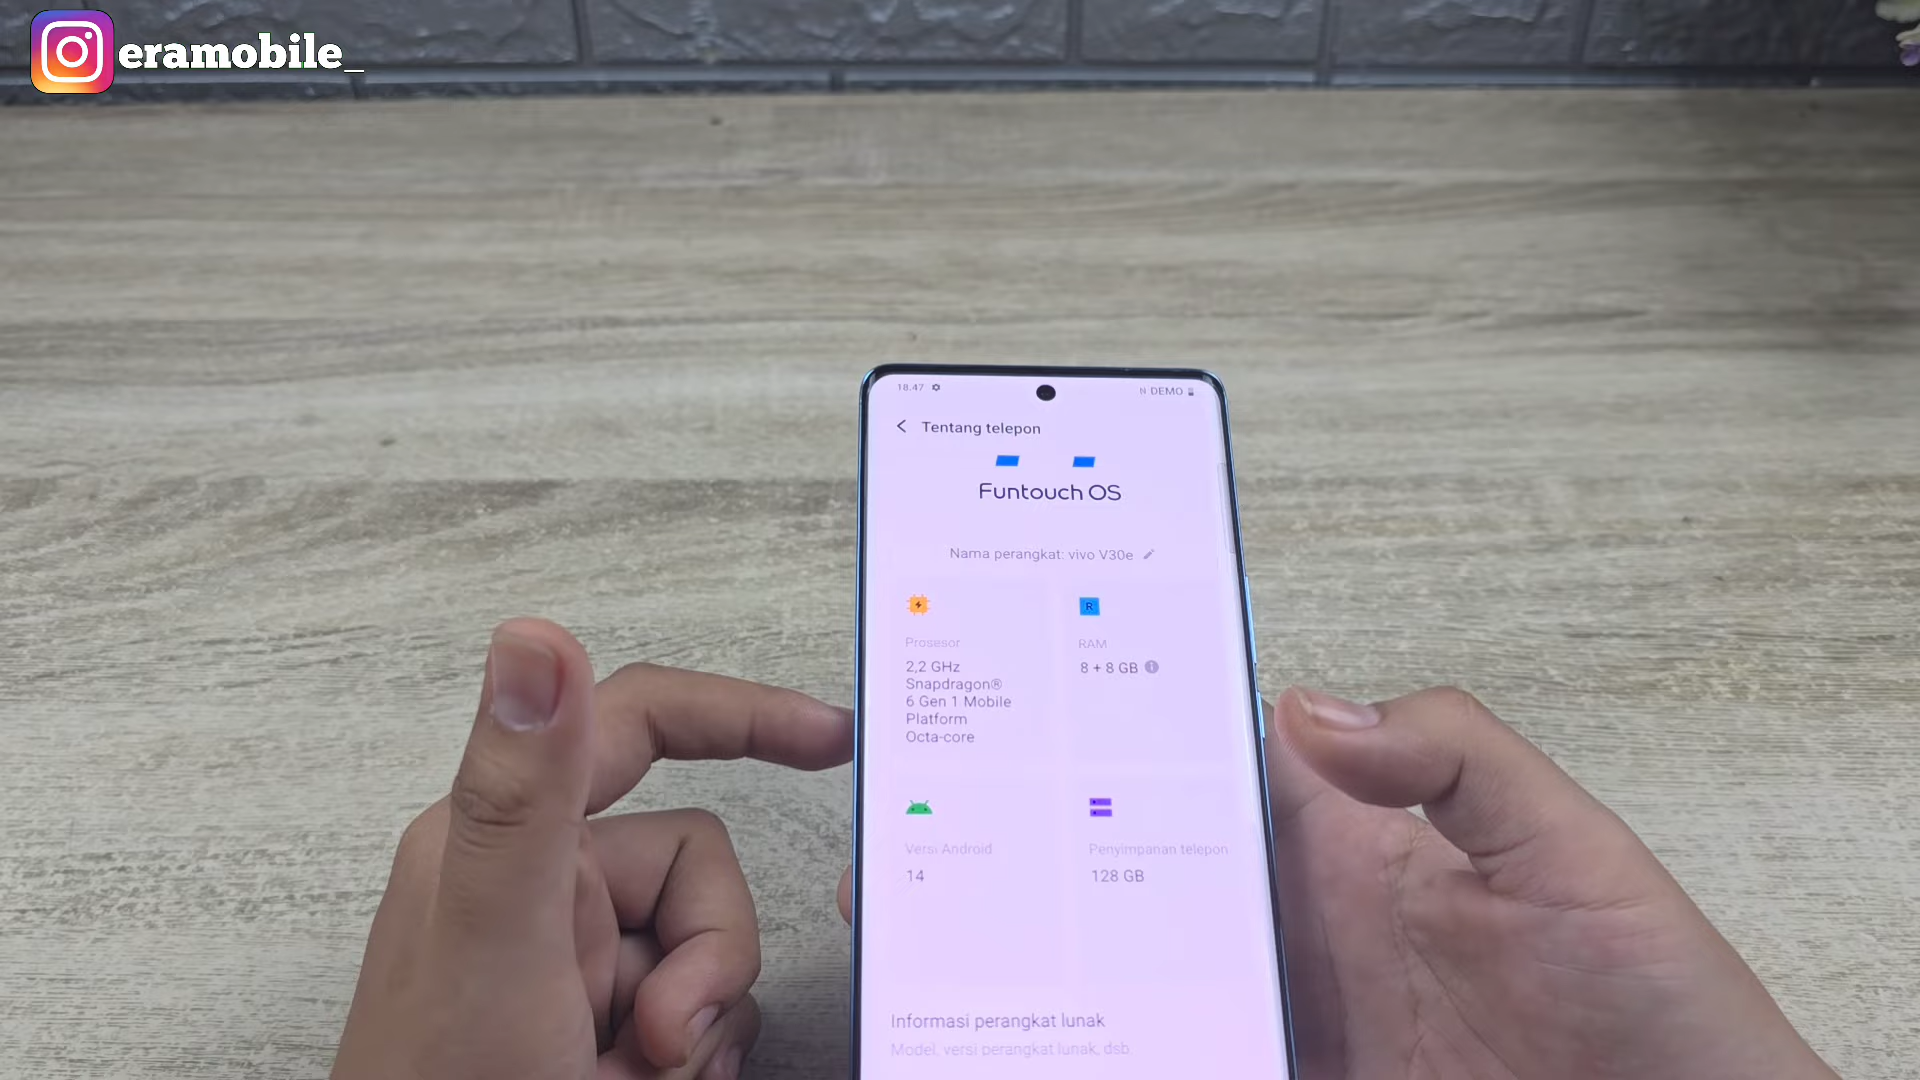 eramobile_
18.47
DEMO
Tentang telepon
Funtouch OS
Nama perangkat: vivo V30e
R
Prosesor
2,2 GHz
Snapdragon®
6 Gen 1 Mobile
Platform
Octa-core
RAM
8 + 8 GB
Versi Android
14
Penyimpanan telepon
128 GB
Informasi perangkat lunak
Model, versi perangkat lunak, dsb.